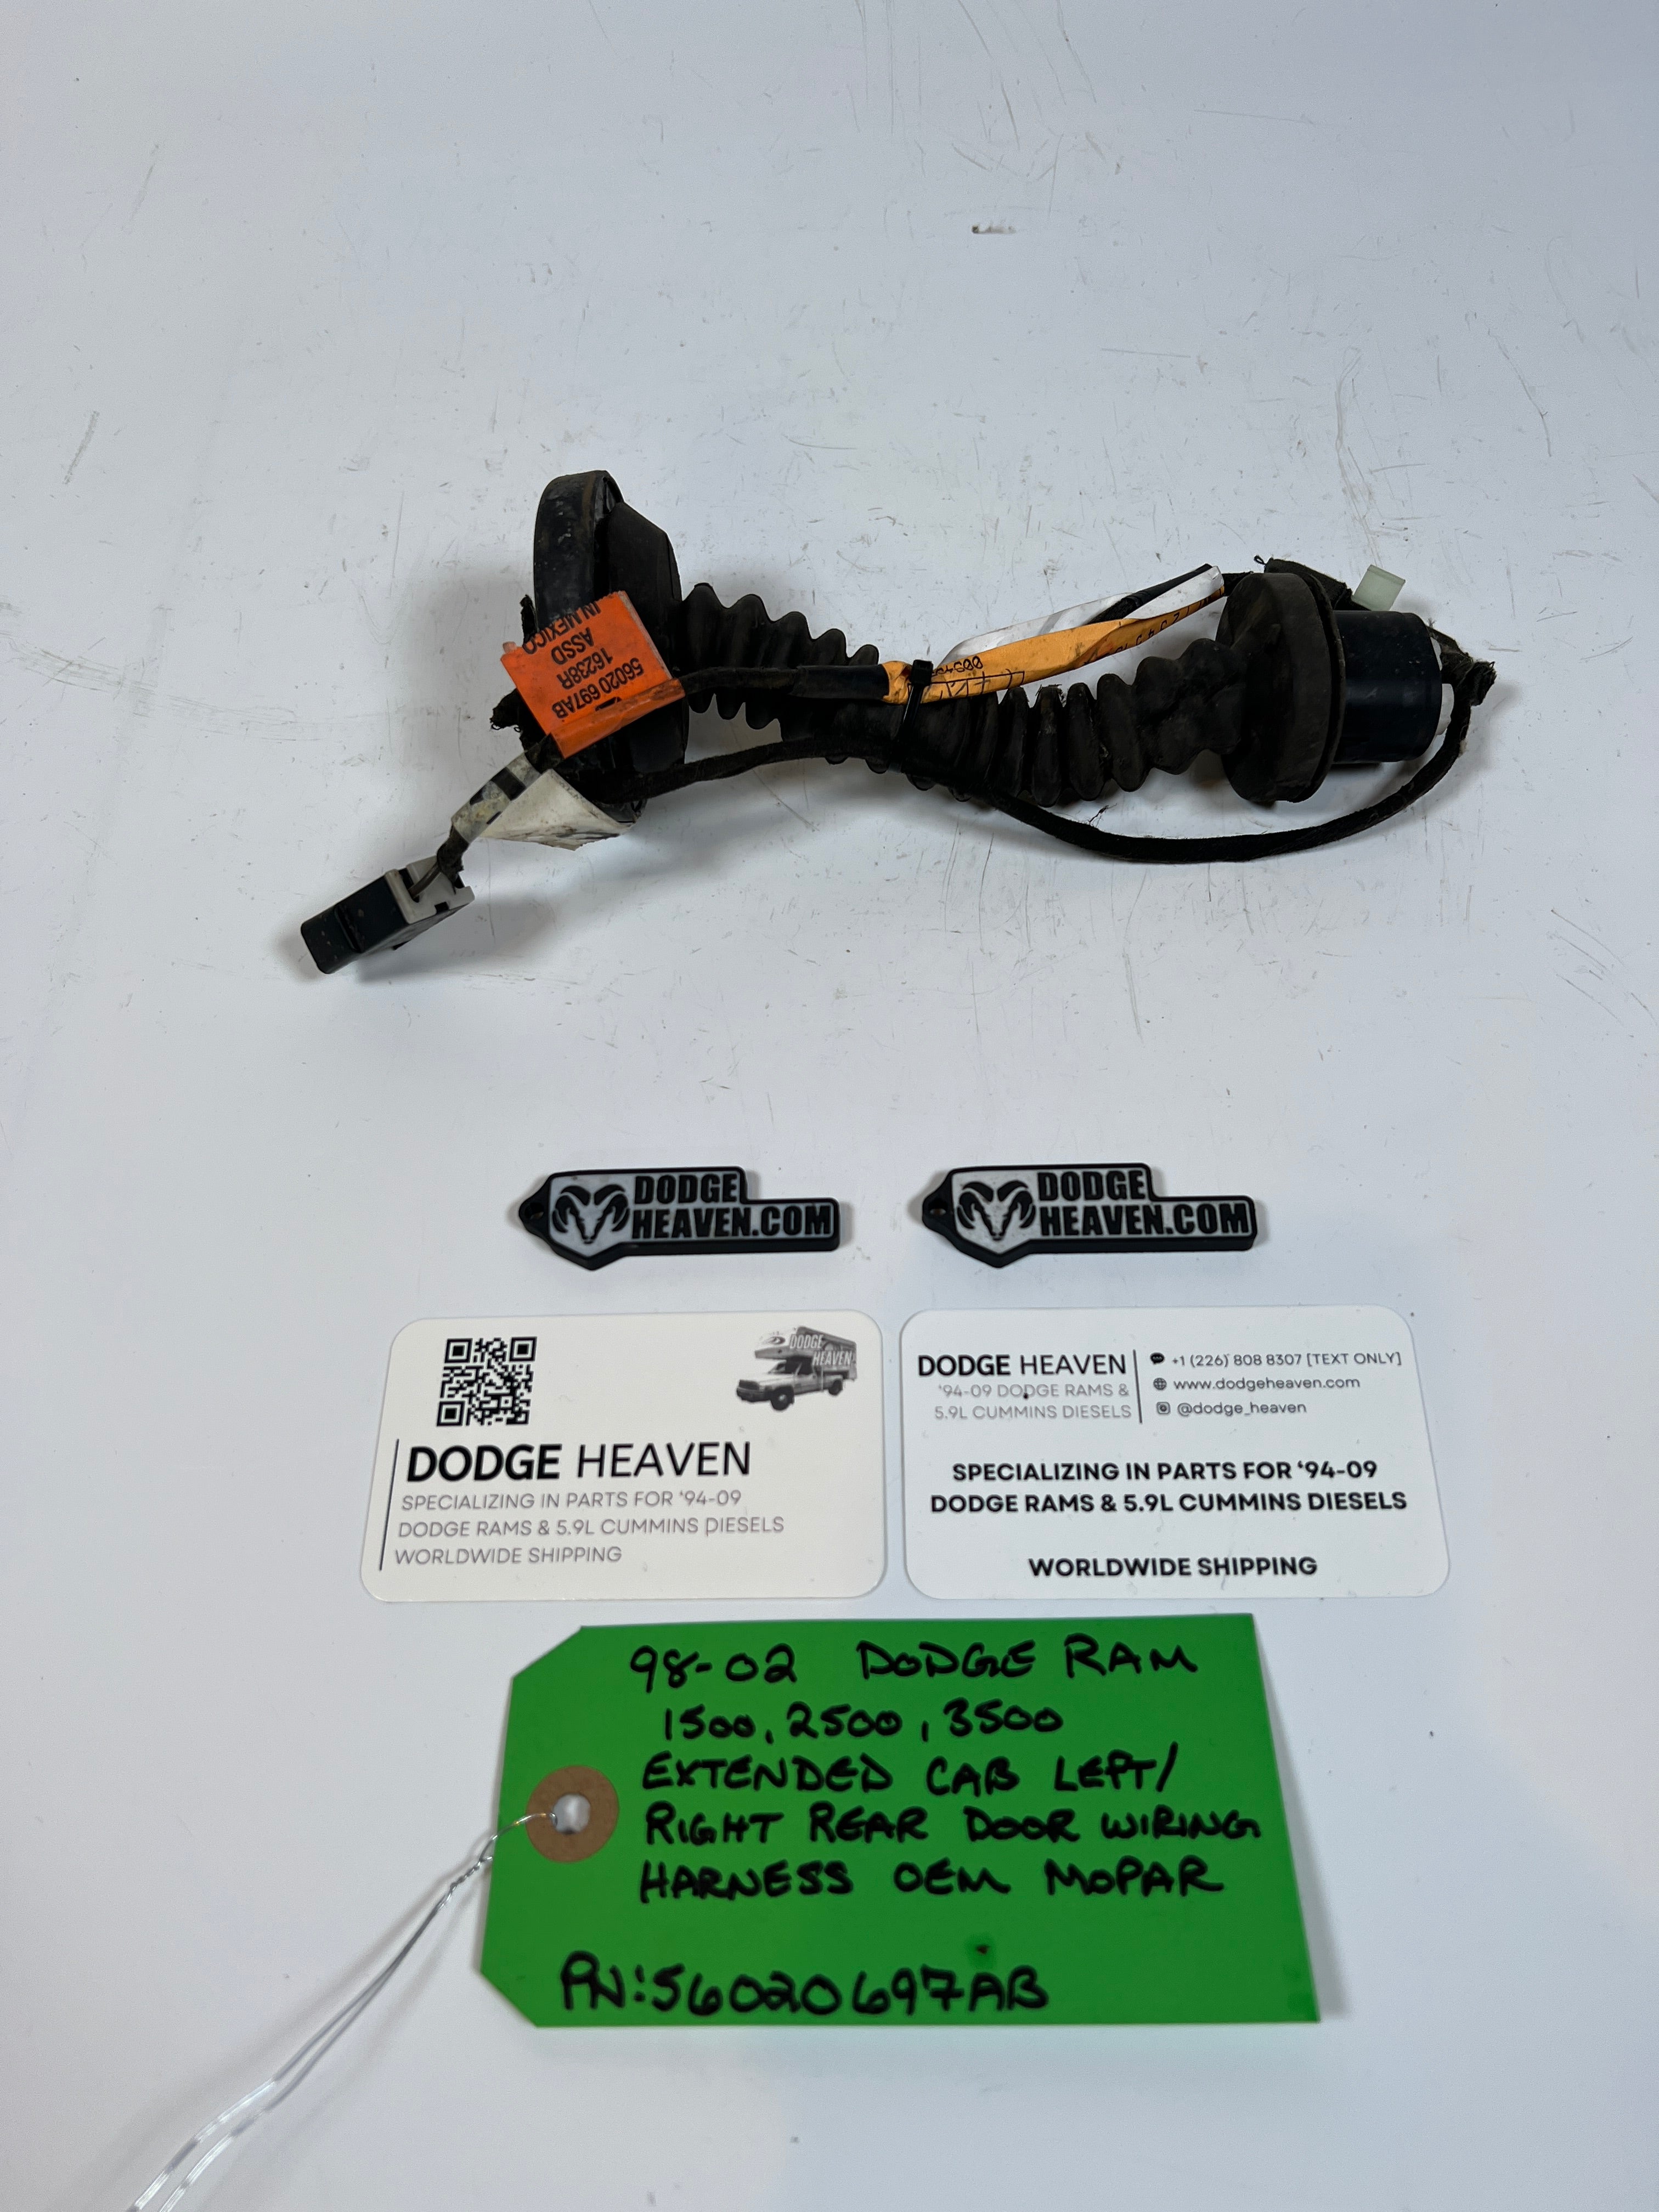 56020 697AB
16238R
ASSD
IN MEXICO
DODGE
HEAVEN.COM
DODGE
HEAVEN.COM
DODGE
HEAVEN
DODGE HEAVEN
SPECIALIZING IN PARTS FOR '94-09
DODGE RAMS & 5.9L CUMMINS DIESELS
WORLDWIDE SHIPPING
DODGE HEAVEN
'94-09 DODGE RAMS &
5.9L CUMMINS DIESELS
+1 (226) 808 8307 [TEXT ONLY]
www.dodgeheaven.com
@dodge_heaven
SPECIALIZING IN PARTS FOR '94-09
DODGE RAMS & 5.9L CUMMINS DIESELS
WORLDWIDE SHIPPING
98-02 DODGE RAM
1500, 2500, 3500
EXTENDED CAB LEFT/
RIGHT REAR DOOR WIRING
HARNESS OEM MOPAR
PN:56020697AB